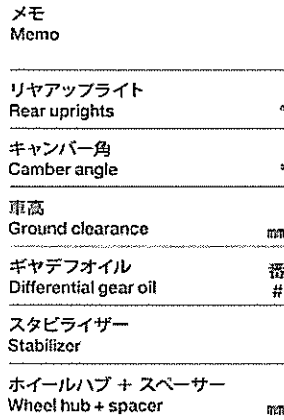 メモ
Memo
リヤアップライト
Rear uprights °
キャンバー角
Camber angle °
車高
Ground clearance mm
ギヤデフオイル 番
Differential gear oil #
スタビライザー
Stabilizer
ホイールハブ + スペーサー
Wheel hub + spacer mm